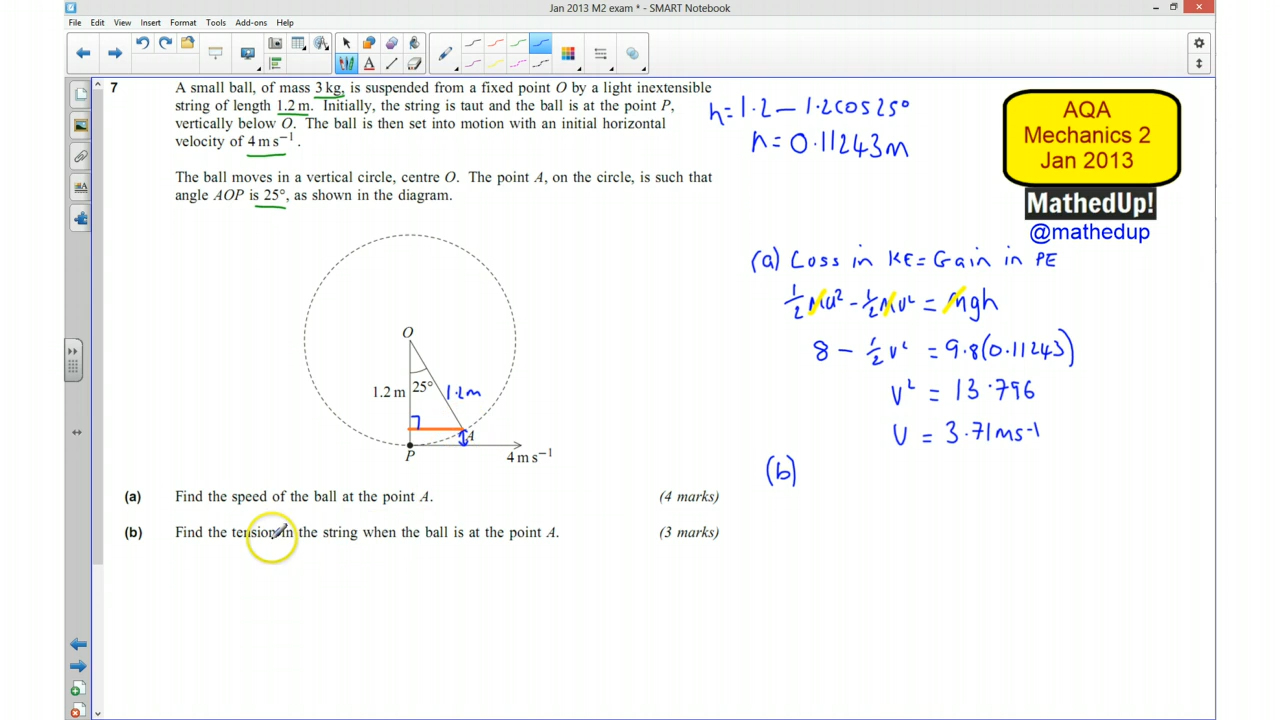 Jan 2013 M2 exam * - SMART Notebook
File Edit View Insert Format Tools Add-ons Help
7 A small ball, of mass 3 kg, is suspended from a fixed point O by a light inextensible
string of length 1.2 m. Initially, the string is taut and the ball is at the point P,
vertically below O. The ball is then set into motion with an initial horizontal
velocity of 4 m s⁻¹.
The ball moves in a vertical circle, centre O. The point A, on the circle, is such that
angle AOP is 25°, as shown in the diagram.
O
1.2 m 25° 1.2m
A
P 4 m s⁻¹
(a) Find the speed of the ball at the point A. (4 marks)
(b) Find the tension in the string when the ball is at the point A. (3 marks)
h = 1.2 - 1.2cos25°
h = 0.11243m
AQA
Mechanics 2
Jan 2013
MathedUp!
@mathedup
(a) Loss in KE = Gain in PE
½mu² - ½mv² = mgh
8 - ½v² = 9.8(0.11243)
v² = 13.796
v = 3.71ms⁻¹
(b)